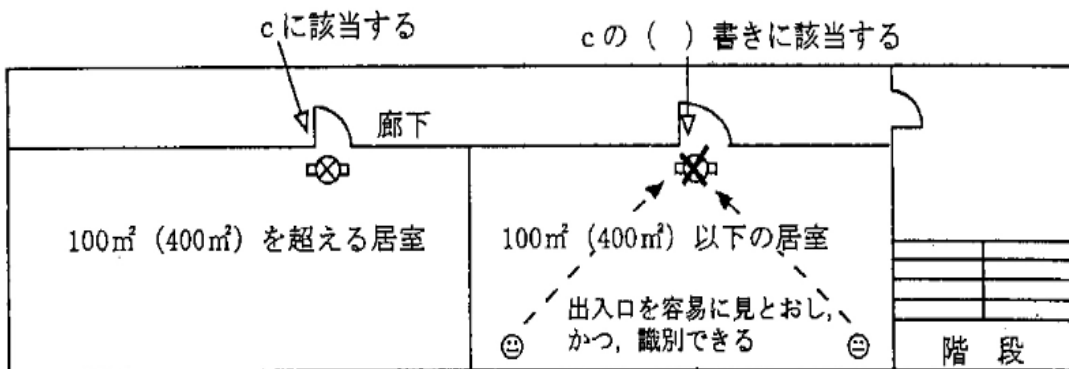 cに該当する
cの（　）書きに該当する
廊下
100㎡（400㎡）を超える居室
100㎡（400㎡）以下の居室
出入口を容易に見とおし，
かつ，識別できる
階　段